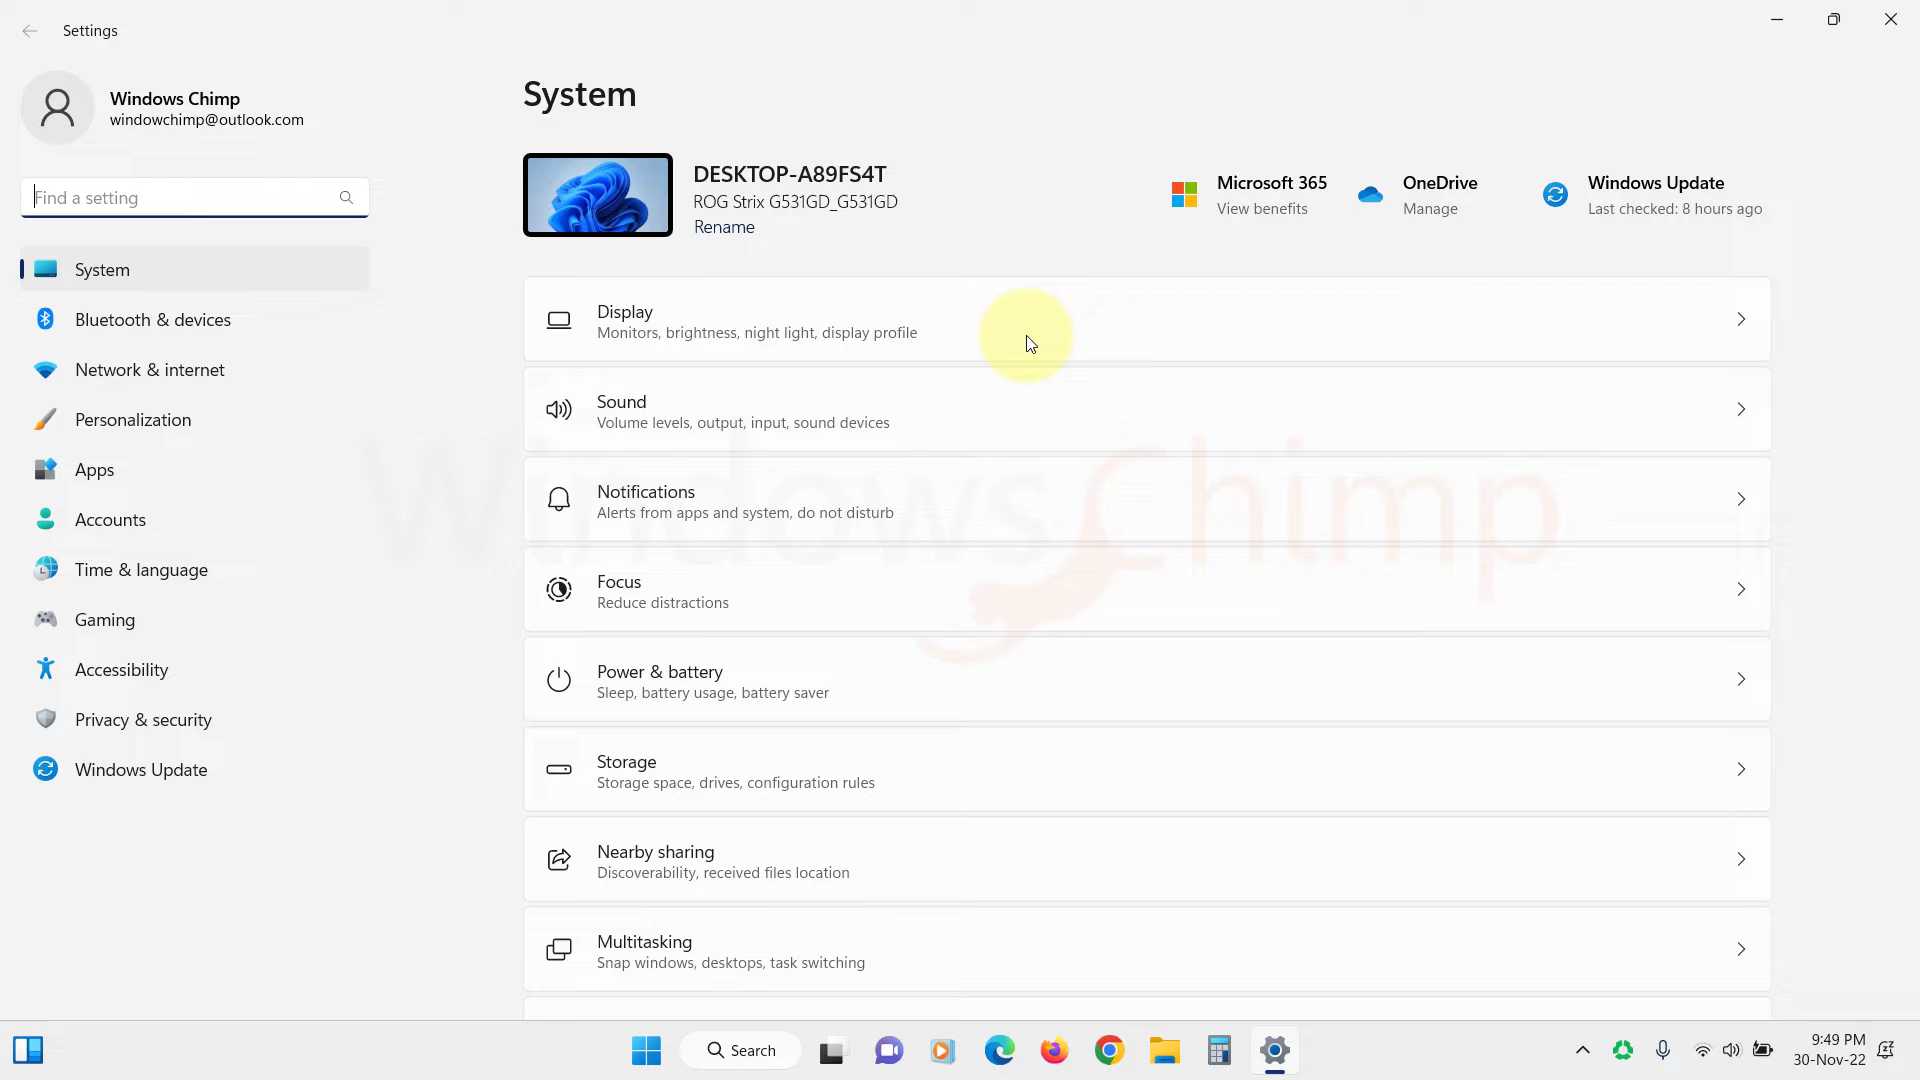 Settings
Windows Chimp
windowchimp@outlook.com
Find a setting
System
Bluetooth & devices
Network & internet
Personalization
Apps
Accounts
Time & language
Gaming
Accessibility
Privacy & security
Windows Update
System
DESKTOP-A89FS4T
ROG Strix G531GD_G531GD
Rename
Microsoft 365
View benefits
OneDrive
Manage
Windows Update
Last checked: 8 hours ago
Display
Monitors, brightness, night light, display profile
Sound
Volume levels, output, input, sound devices
Notifications
Alerts from apps and system, do not disturb
Focus
Reduce distractions
Power & battery
Sleep, battery usage, battery saver
Storage
Storage space, drives, configuration rules
Nearby sharing
Discoverability, received files location
Multitasking
Snap windows, desktops, task switching
Windows Chimp
Search
9:49 PM
30-Nov-22